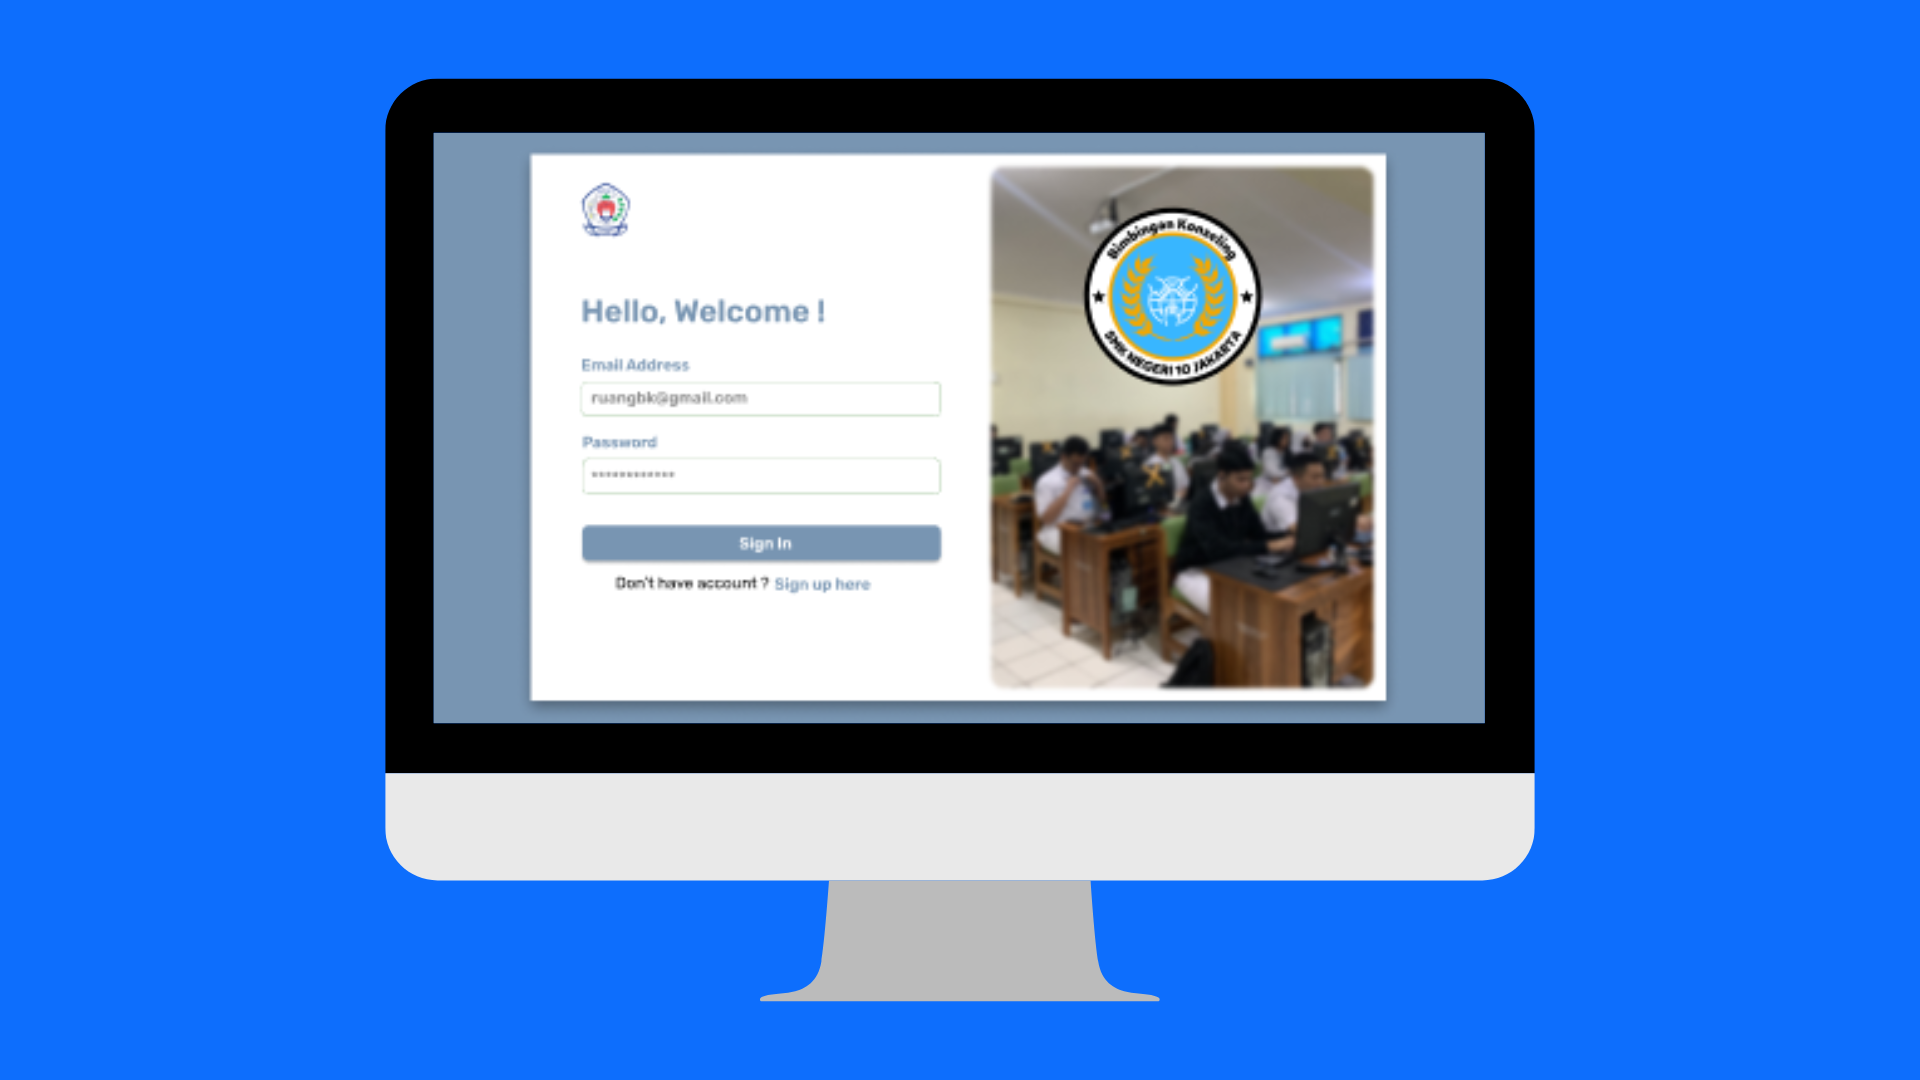 Hello, Welcome !
Email Address
ruangbk@gmail.com
Password
************
Sign In
Don't have account ? Sign up here
Bimbingan Konseling
SMK NEGERI 10 JAKARTA